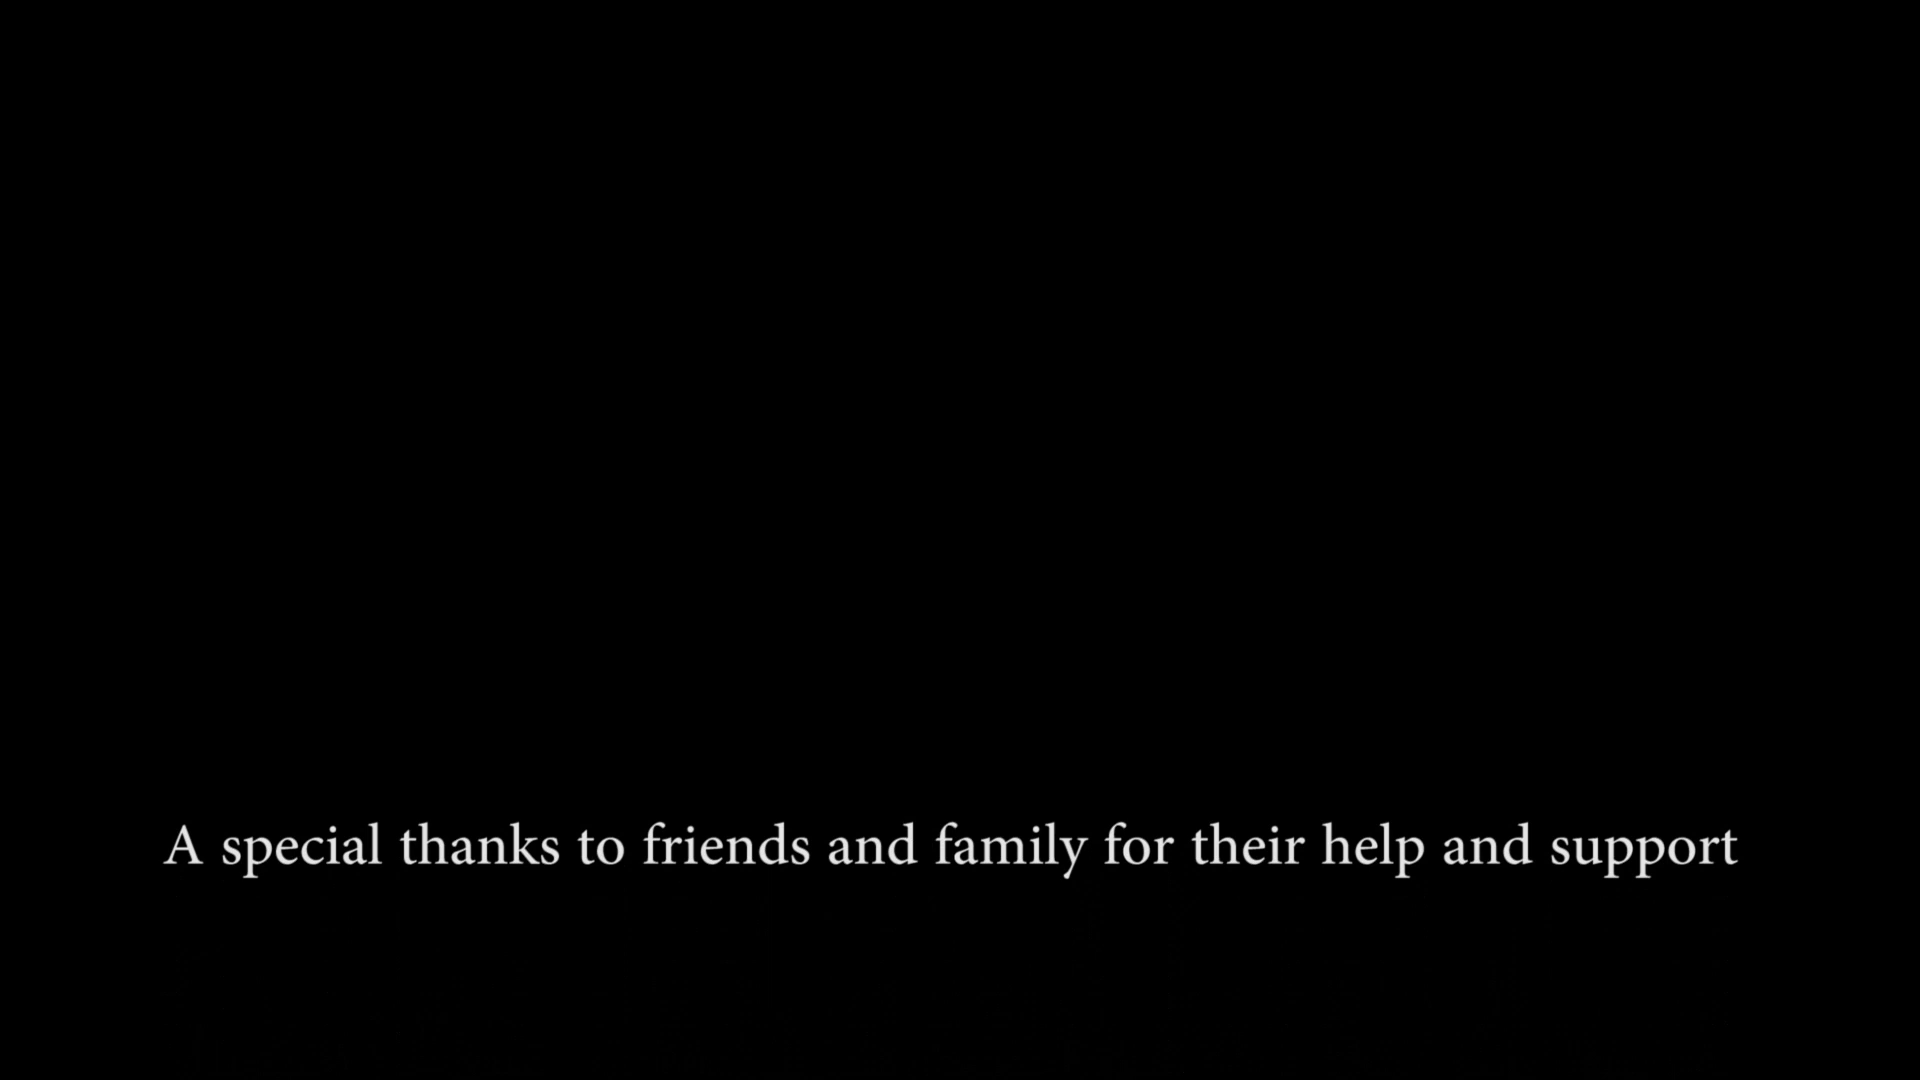 A special thanks to friends and family for their help and support